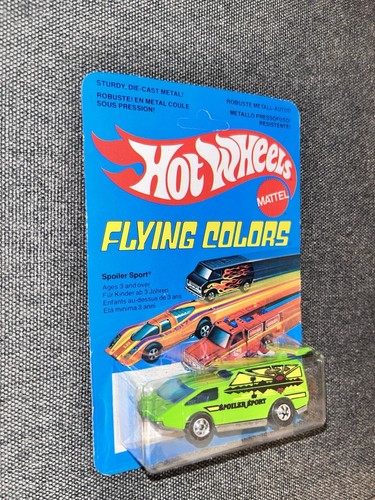 STURDY, DIE-CAST METAL!
ROBUSTE! EN METAL COULE
SOUS PRESSION!
ROBUSTE METALL-AUTOS
METALLO PRESSOFUSO!
RESISTENTE!
HOT WHEELS
MATTEL
FLYING COLORS
Spoiler Sport
Ages 3 and over
Für Kinder ab 3 Jahren
Enfants au-dessus de 3 ans
Età minima 3 anni
SPOILER SPORT